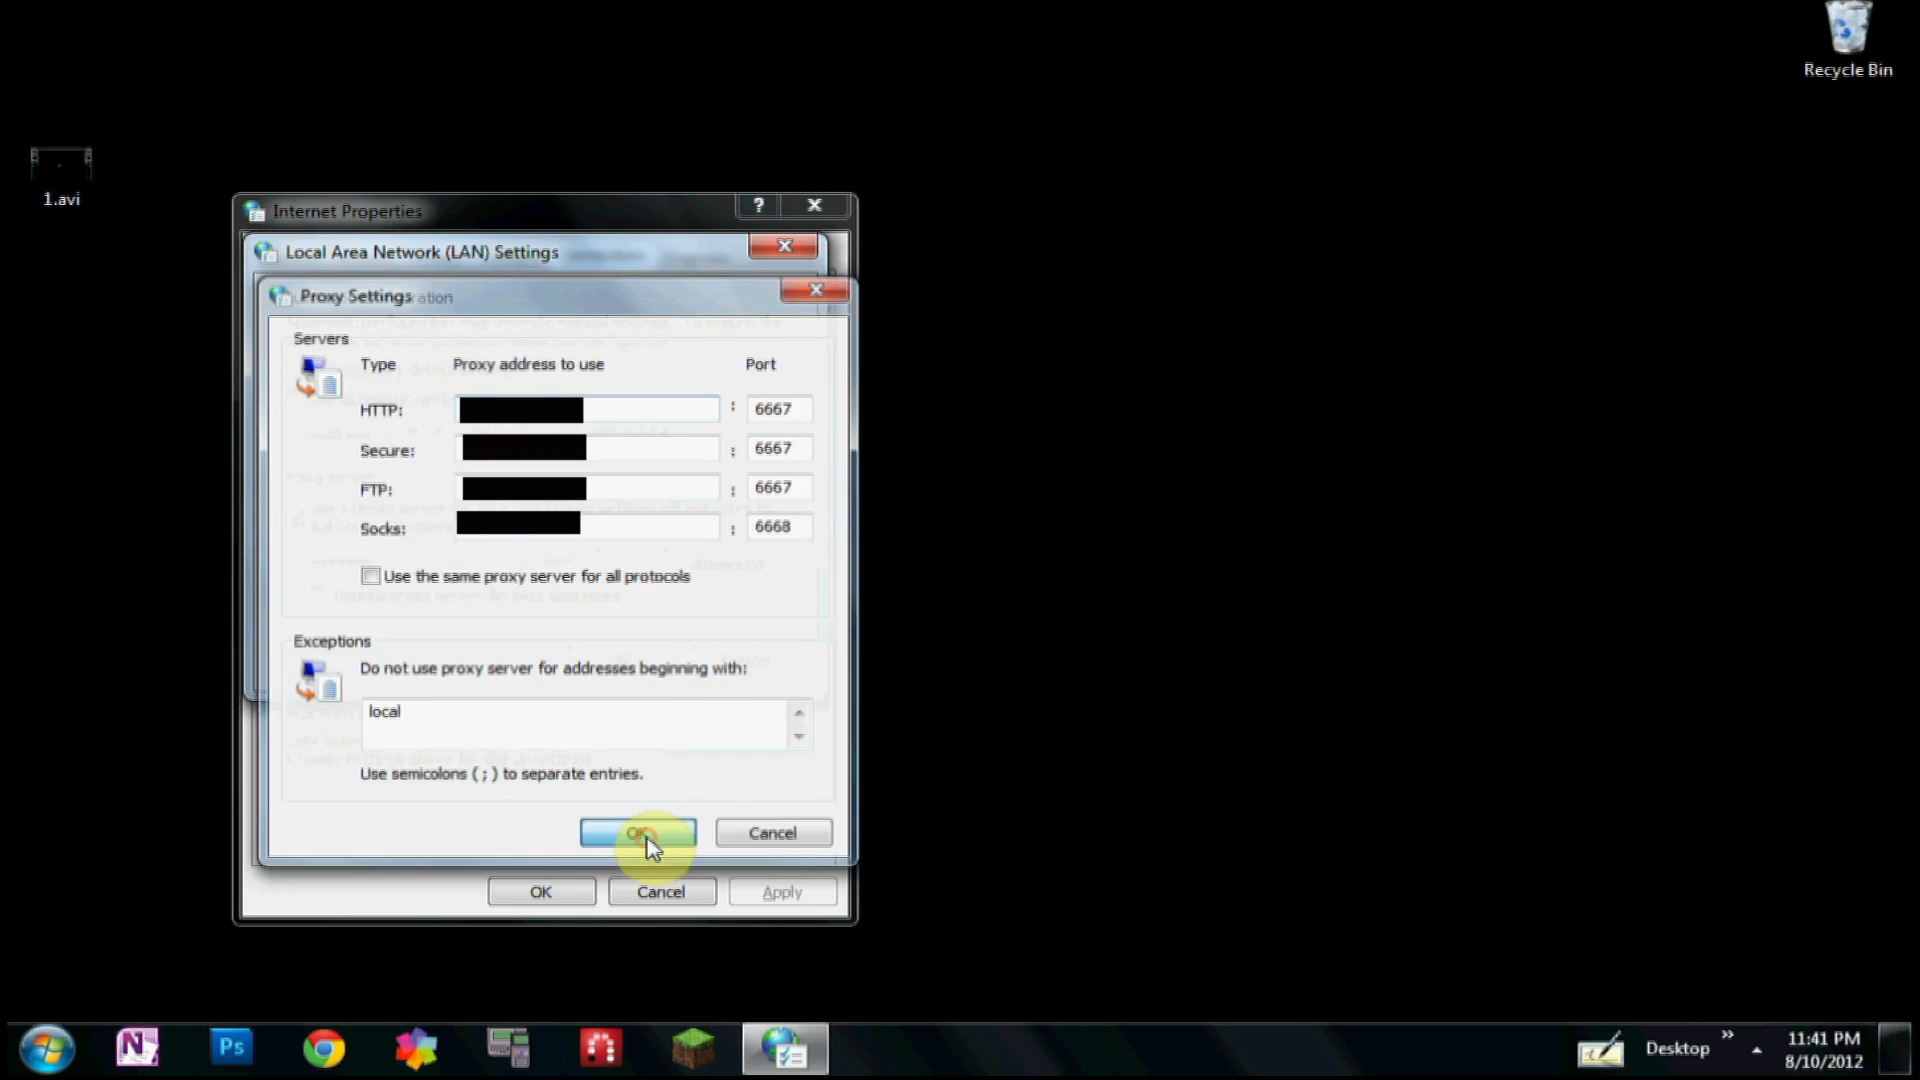 Recycle Bin
1.avi
Internet Properties
?
Local Area Network (LAN) Settings
Proxy Settings
Servers
Type Proxy address to use Port
HTTP: : 6667
Secure: : 6667
FTP: : 6667
Socks: : 6668
Use the same proxy server for all protocols
Exceptions
Do not use proxy server for addresses beginning with:
local
Use semicolons ( ; ) to separate entries.
OK Cancel
OK Cancel Apply
N Ps Desktop » 11:41 PM
8/10/2012